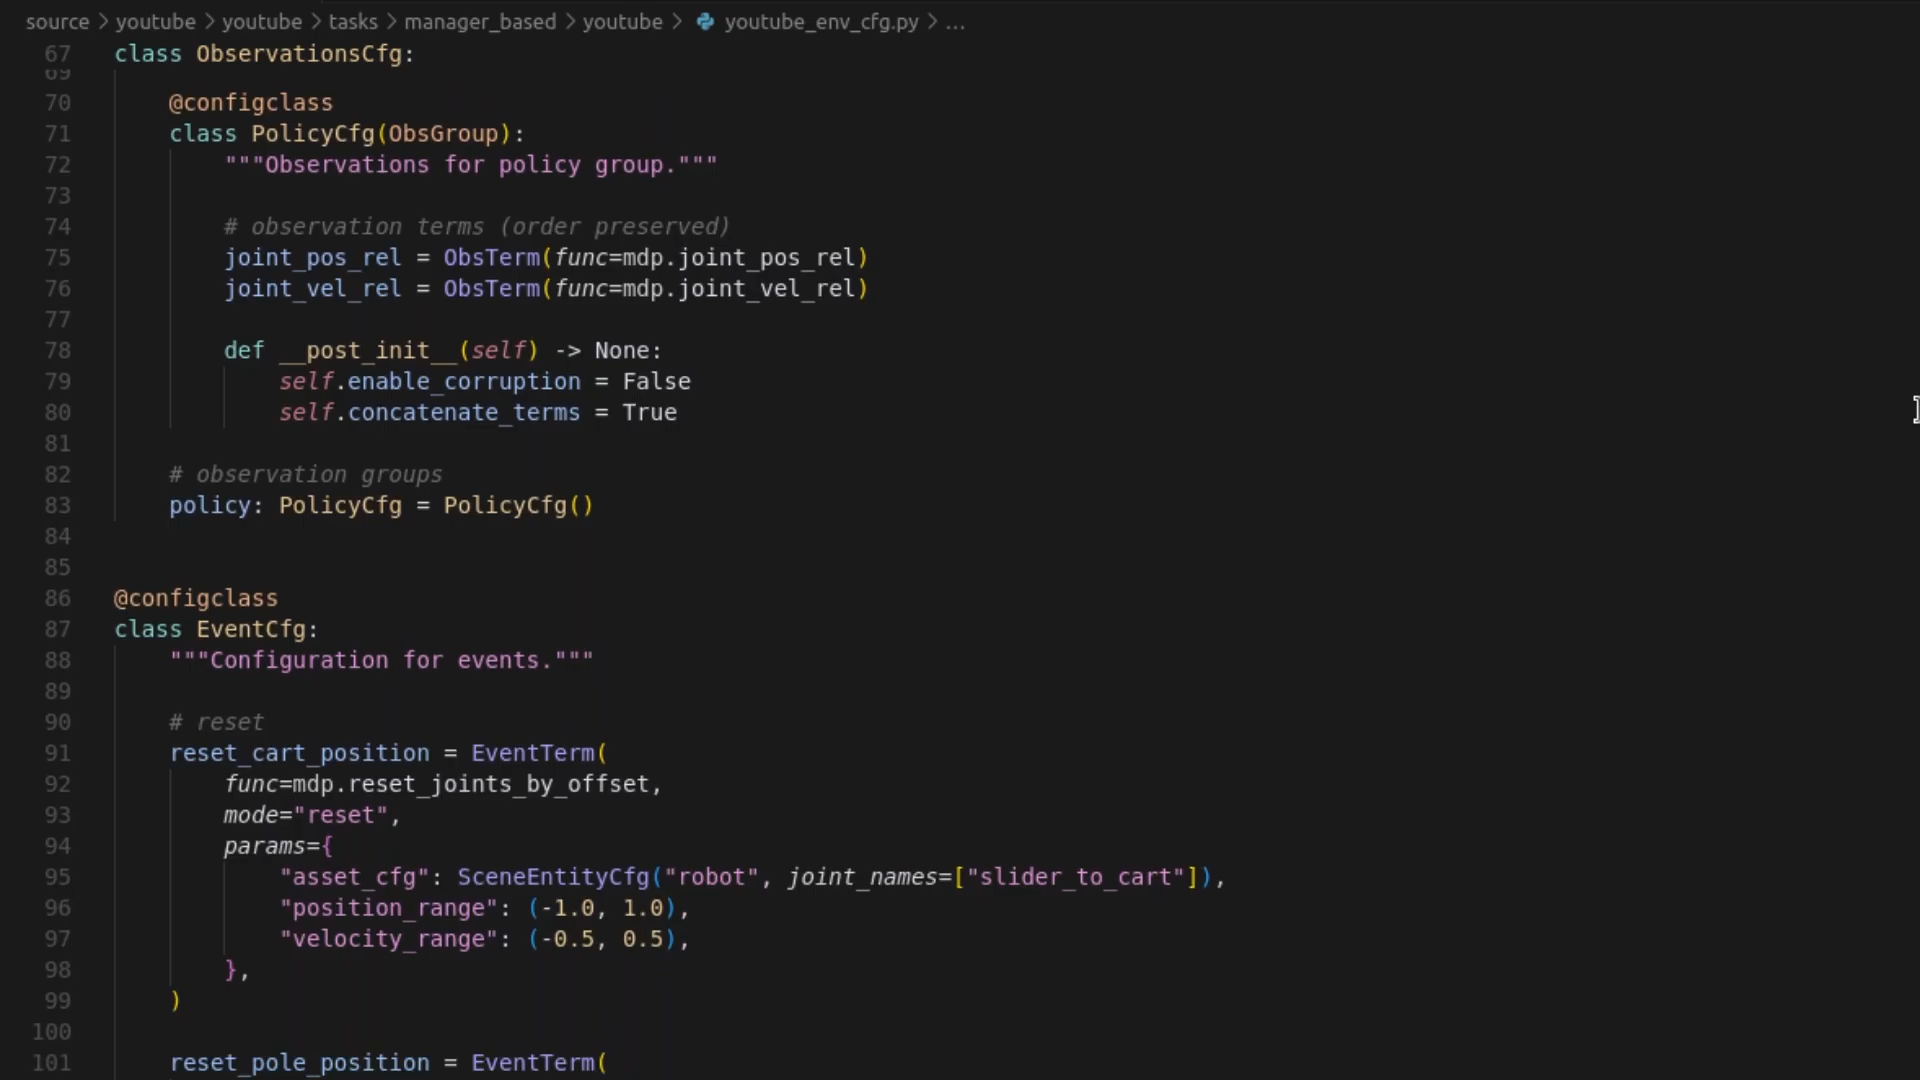 source > youtube > youtube > tasks > manager_based > youtube > youtube_env_cfg.py > ...
67 class ObservationsCfg:
69
70     @configclass
71     class PolicyCfg(ObsGroup):
72         """Observations for policy group."""
73
74         # observation terms (order preserved)
75         joint_pos_rel = ObsTerm(func=mdp.joint_pos_rel)
76         joint_vel_rel = ObsTerm(func=mdp.joint_vel_rel)
77
78         def __post_init__(self) -> None:
79             self.enable_corruption = False
80             self.concatenate_terms = True
81
82     # observation groups
83     policy: PolicyCfg = PolicyCfg()
84
85
86 @configclass
87 class EventCfg:
88     """Configuration for events."""
89
90     # reset
91     reset_cart_position = EventTerm(
92         func=mdp.reset_joints_by_offset,
93         mode="reset",
94         params={
95             "asset_cfg": SceneEntityCfg("robot", joint_names=["slider_to_cart"]),
96             "position_range": (-1.0, 1.0),
97             "velocity_range": (-0.5, 0.5),
98         },
99     )
100
101     reset_pole_position = EventTerm(